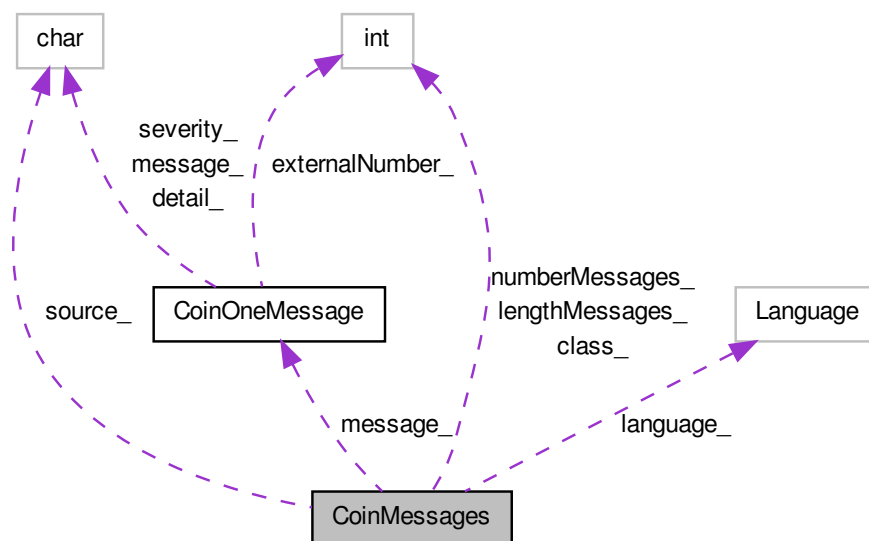 char
int
severity_
message_
detail_
externalNumber_
source_
CoinOneMessage
numberMessages_
lengthMessages_
class_
Language
message_
language_
CoinMessages